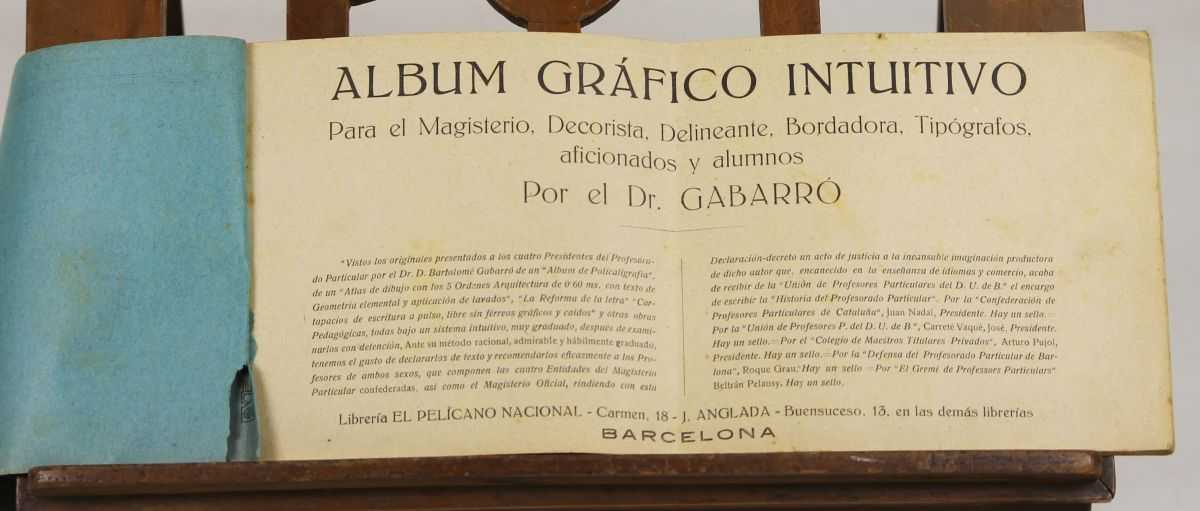 ALBUM GRÁFICO INTUITIVO
Para el Magisterio, Decorista, Delineante, Bordadora, Tipógrafos,
aficionados y alumnos
Por el Dr. GABARRÓ
"Vistos los originales presentados a los cuatro Presidentes del Profesora-
do Particular por el Dr. D. Bartolomé Gabarró de un "Album de Policaligrafía",
de un "Atlas de dibujo con los 5 Ordenes Arquitectura de 0'60 ms. con texto de
Geometría elemental y aplicación de lavados", "La Reforma de la letra" "Car-
tapacios de escritura a pulso, libre sin férreos gráficos y caídos" y otras obras
Pedagógicas, todas bajo un sistema intuitivo, muy graduado, después de exami-
narlos con detención, Ante su método racional, admirable y hábilmente graduado,
tenemos el gusto de declararlos de texto y recomendarlos eficazmente a los Pro-
fesores de ambos sexos, que componen las cuatro Entidades del Magisterio
Particular confederadas, así como el Magisterio Oficial, rindiendo con esta
Declaración-decreto un acto de justicia a la incansable imaginación productora
de dicho autor que, encanecido en la enseñanza de idiomas y comercio, acaba
de recibir de la "Unión de Profesores Particulares del D. U. de B." el encargo
de escribir la "Historia del Profesorado Particular". Por la "Confederación de
Profesores Particulares de Cataluña", Juan Nadal, Presidente. Hay un sello.=
Por la "Unión de Profesores P. del D. U. de B.", Carreté Vaqué, José, Presidente.
Hay un sello.=Por el "Colegio de Maestros Titulares Privados", Arturo Pujol,
Presidente. Hay un sello.=Por la "Defensa del Profesorado Particular de Bar-
lona", Roque Grau. Hay un sello =Por "El Gremi de Professors Particulars"
Beltrán Pelausy, Hay un sello.
Librería EL PELÍCANO NACIONAL - Carmen, 18 - J. ANGLADA - Buensuceso, 13, en las demás librerías
BARCELONA